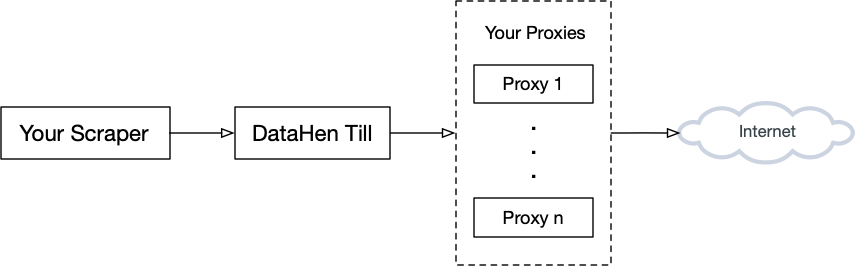 Your Proxies
Proxy 1
Your Scraper
DataHen Till
Internet
Proxy n